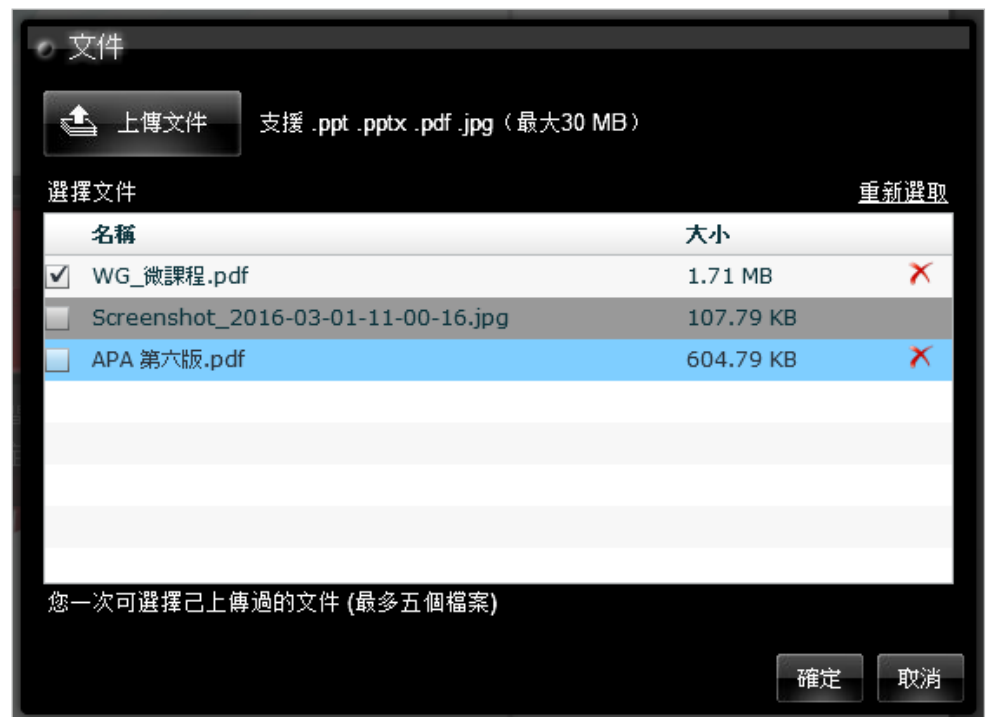 文件
上傳文件 支援 .ppt .pptx .pdf .jpg（最大30 MB）
選擇文件 重新選取
名稱 大小
WG_微課程.pdf 1.71 MB
Screenshot_2016-03-01-11-00-16.jpg 107.79 KB
APA 第六版.pdf 604.79 KB
您一次可選擇己上傳過的文件 (最多五個檔案)
確定 取消